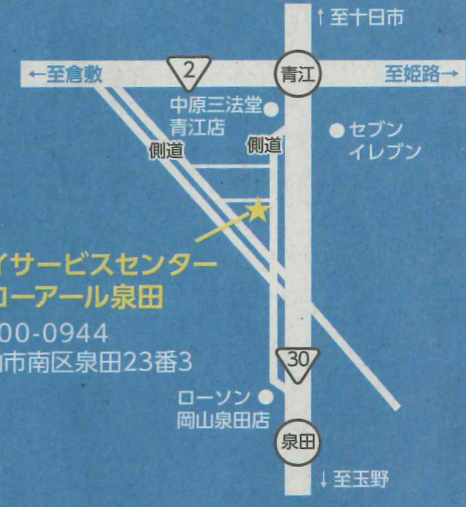 ↑至十日市
←至倉敷
2
青江
至姫路→
中原三法堂
青江店
セブン
イレブン
側道
側道
イサービスセンター
ローアール泉田
00-0944
市南区泉田23番3
30
ローソン
岡山泉田店
泉田
↓至玉野